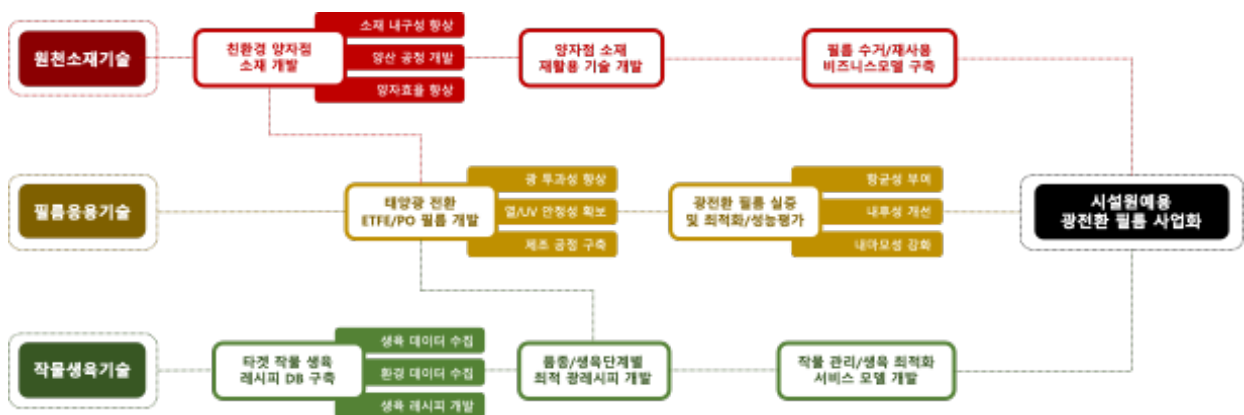 원천소재기술
친환경 양자점
소재 개발
소재 내구성 향상
양산 공정 개발
양자효율 향상
양자점 소재
재활용 기술 개발
필름 수거/재사용
비즈니스모델 구축
필름응용기술
태양광 전환
ETFE/PO 필름 개발
광 투과성 향상
열/UV 안정성 확보
제조 공정 구축
광전환 필름 실증
및 최적화/성능평가
항균성 부여
내후성 개선
내마모성 강화
시설원예용
광전환 필름 사업화
작물생육기술
타겟 작물 생육
레시피 DB 구축
생육 데이터 수집
환경 데이터 수집
생육 레시피 개발
품종/생육단계별
최적 광레시피 개발
작물 관리/생육 최적화
서비스 모델 개발